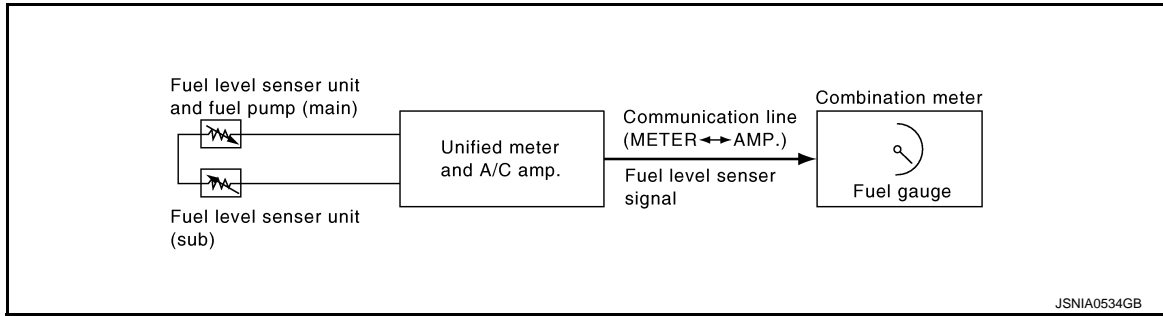 Fuel level senser unit
and fuel pump (main)
Unified meter
and A/C amp.
Communication line
(METER↔AMP.)
Fuel level senser
signal
Combination meter
Fuel gauge
Fuel level senser unit
(sub)
JSNIA0534GB